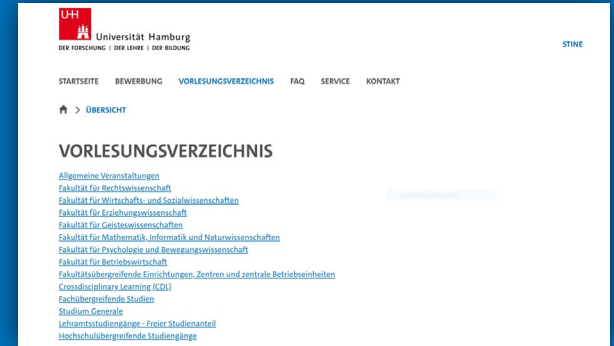 UH
Universität Hamburg
DER FORSCHUNG | DER LEHRE | DER BILDUNG
STINE
STARTSEITE BEWERBUNG VORLESUNGSVERZEICHNIS FAQ SERVICE KONTAKT
> ÜBERSICHT
VORLESUNGSVERZEICHNIS
Allgemeine Veranstaltungen
Fakultät für Rechtswissenschaft
Fakultät für Wirtschafts- und Sozialwissenschaften
Fakultät für Erziehungswissenschaft
Fakultät für Geisteswissenschaften
Fakultät für Mathematik, Informatik und Naturwissenschaften
Fakultät für Psychologie und Bewegungswissenschaft
Fakultät für Betriebswirtschaft
Fakultätsübergreifende Einrichtungen, Zentren und zentrale Betriebseinheiten
Crossdisciplinary Learning (CDL)
Fachübergreifende Studien
Studium Generale
Lehramtsstudiengänge - Freier Studienanteil
Hochschulübergreifende Studiengänge